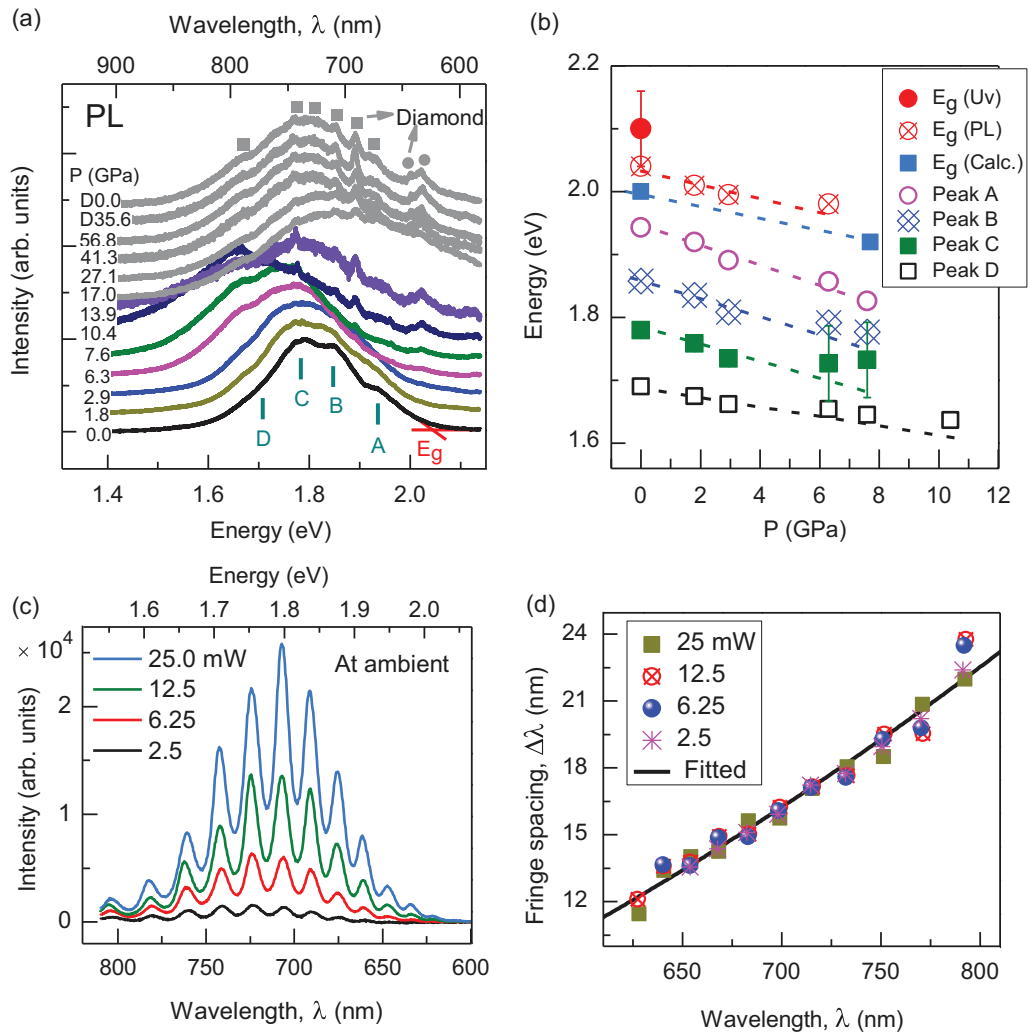 (a)
Wavelength, λ (nm)
900 800 700 600
PL
Diamond
P (GPa)
D0.0
D35.6
56.8
41.3
27.1
17.0
13.9
10.4
7.6
6.3
2.9
1.8
0.0
C
B
D
A
Eg
Intensity (arb. units)
1.4 1.6 1.8 2.0
Energy (eV)
(b)
2.2
2.0
1.8
1.6
Energy (eV)
Eg (Uv)
Eg (PL)
Eg (Calc.)
Peak A
Peak B
Peak C
Peak D
0 2 4 6 8 10 12
P (GPa)
(c)
Energy (eV)
1.6 1.7 1.8 1.9 2.0
× 10⁴
2
1
0
Intensity (arb. units)
25.0 mW
12.5
6.25
2.5
At ambient
800 750 700 650 600
Wavelength, λ (nm)
(d)
24
21
18
15
12
Fringe spacing, Δλ (nm)
25 mW
12.5
6.25
2.5
Fitted
650 700 750 800
Wavelength, λ (nm)